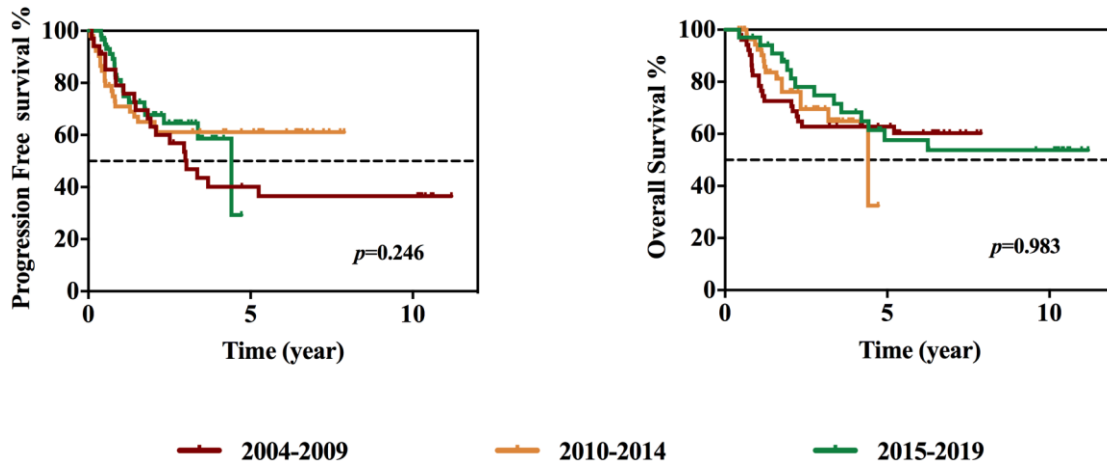 Progression Free survival %
100
80
60
40
20
0
p=0.246
0 5 10
Time (year)
Overall Survival %
100
80
60
40
20
0
p=0.983
0 5 10
Time (year)
2004-2009 2010-2014 2015-2019